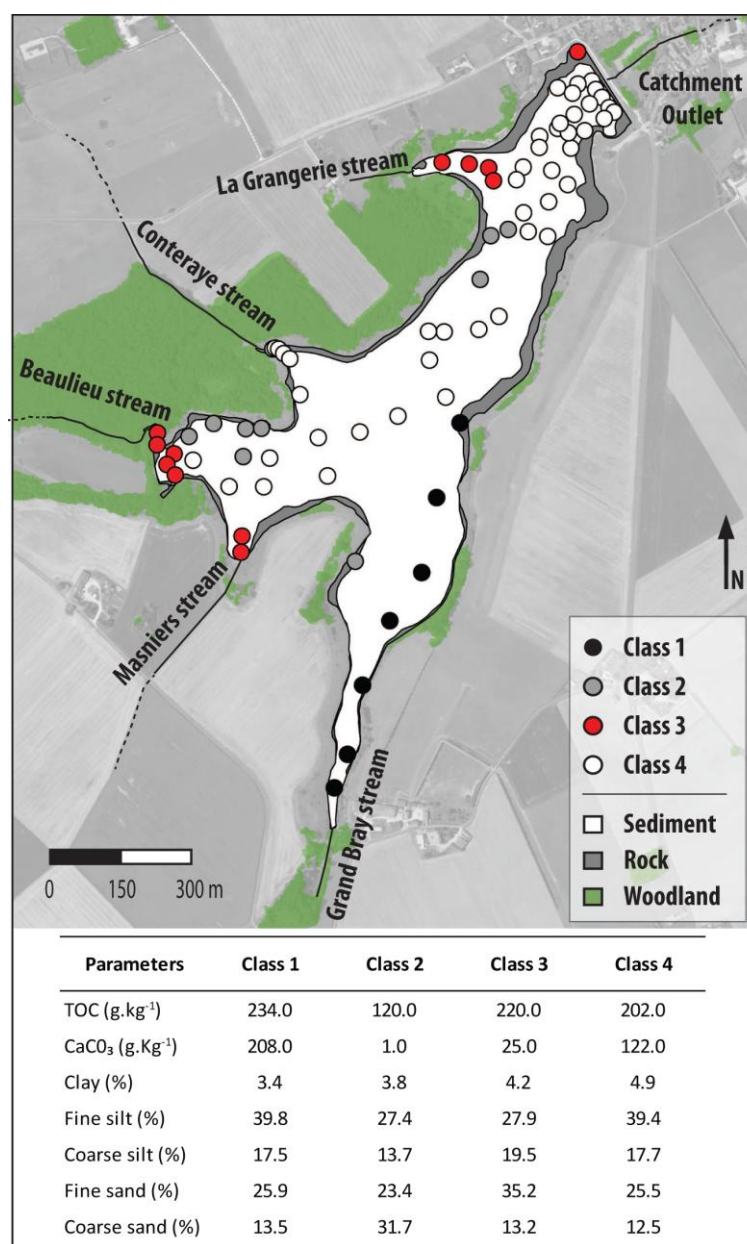 Catchment
Outlet
La Grangerie stream
Conteraye stream
Beaulieu stream
Masniers stream
Grand Bray stream
N
Class 1
Class 2
Class 3
Class 4
Sediment
Rock
Woodland
0 150 300 m
Parameters Class 1 Class 2 Class 3 Class 4
TOC (g.kg⁻¹) 234.0 120.0 220.0 202.0
CaC0₃ (g.Kg⁻¹) 208.0 1.0 25.0 122.0
Clay (%) 3.4 3.8 4.2 4.9
Fine silt (%) 39.8 27.4 27.9 39.4
Coarse silt (%) 17.5 13.7 19.5 17.7
Fine sand (%) 25.9 23.4 35.2 25.5
Coarse sand (%) 13.5 31.7 13.2 12.5